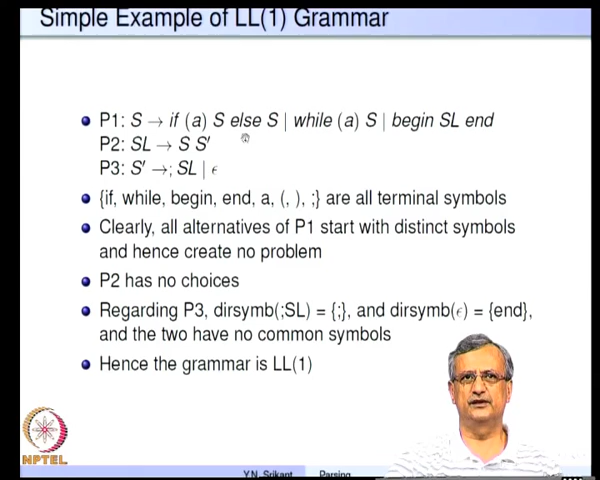 Simple Example of LL(1) Grammar
P1: S → if (a) S else S | while (a) S | begin SL end
P2: SL → S S′
P3: S′ →; SL | ϵ
{if, while, begin, end, a, (, ), ;} are all terminal symbols
Clearly, all alternatives of P1 start with distinct symbols
and hence create no problem
P2 has no choices
Regarding P3, dirsymb(;SL) = {;}, and dirsymb(ϵ) = {end},
and the two have no common symbols
Hence the grammar is LL(1)
NPTEL
Y.N. Srikant Parsing